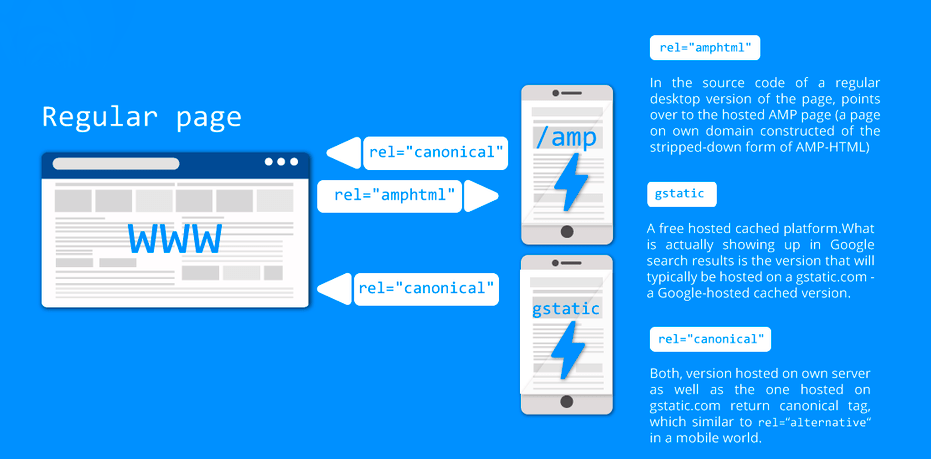 Regular page
www
rel="canonical"
rel="amphtml"
rel="canonical"
/amp
gstatic
rel="amphtml"
In the source code of a regular
desktop version of the page, points
over to the hosted AMP page (a page
on own domain constructed of the
stripped-down form of AMP-HTML)
gstatic
A free hosted cached platform.What
is actually showing up in Google
search results is the version that will
typically be hosted on a gstatic.com -
a Google-hosted cached version.
rel="canonical"
Both, version hosted on own server
as well as the one hosted on
gstatic.com return canonical tag,
which similar to rel=“alternative”
in a mobile world.